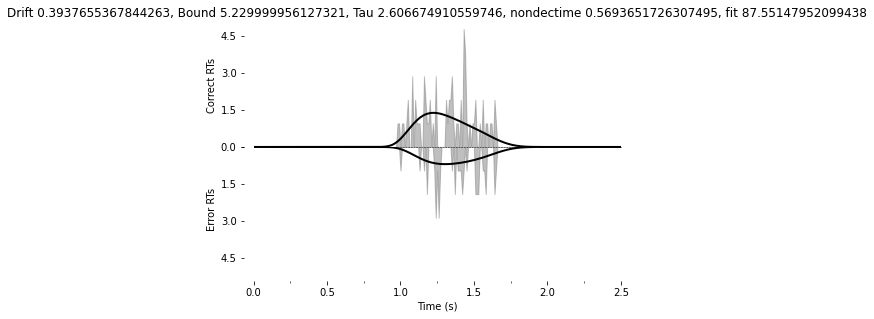 Drift 0.3937655367844263, Bound 5.229999956127321, Tau 2.606674910559746, nondectime 0.5693651726307495, fit 87.55147952099438
4.5
3.0
1.5
0.0
1.5
3.0
4.5
Correct RTs
Error RTs
0.0 0.5 1.0 1.5 2.0 2.5
Time (s)